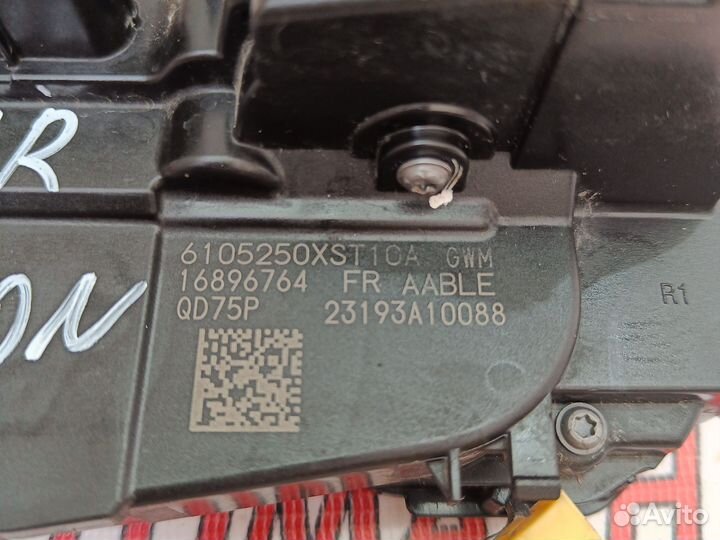 6105250XST10A GWM
16896764 FR AABLE
QD75P 23193A10088
R1
Avito